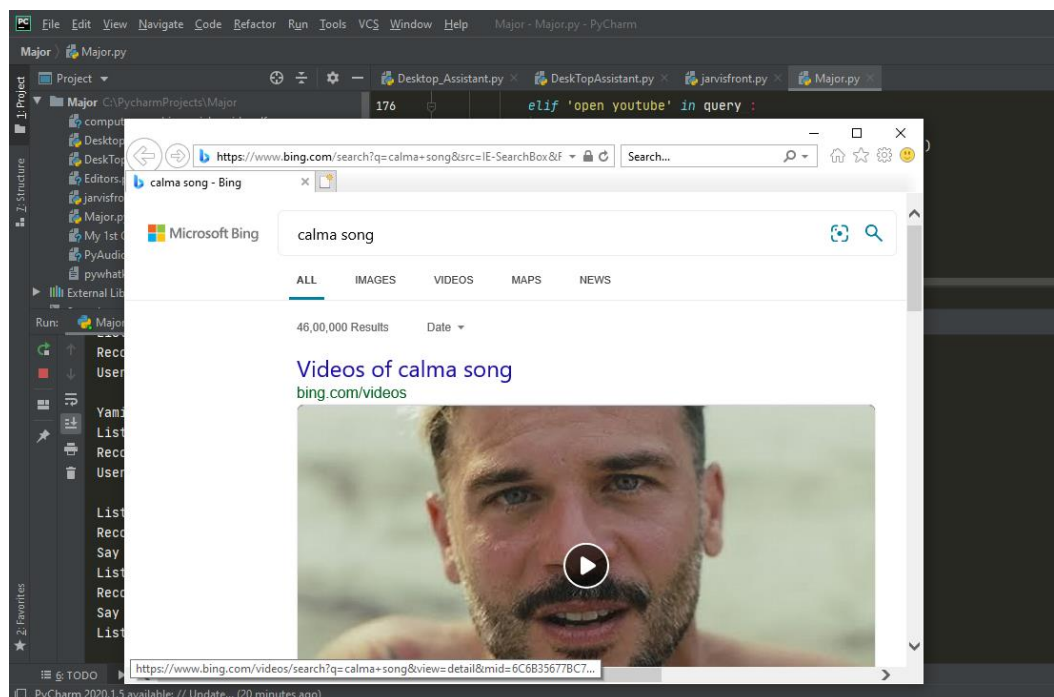 PC File Edit View Navigate Code Refactor Run Tools VCS Window Help Major - Major.py - PyCharm
Major Major.py
Project
Desktop_Assistant.py DeskTopAssistant.py jarvisfront.py Major.py
1: Project
Major C:\PycharmProjects\Major
176 elif 'open youtube' in query :
comput
Desktop
DeskTop
Editors.
jarvisfro
Major.p
My 1st
PyAudio
pywhat
External Lib
7: Structure
https://www.bing.com/search?q=calma+song&src=IE-SearchBox&F
Search...
)
calma song - Bing
Microsoft Bing
calma song
ALL IMAGES VIDEOS MAPS NEWS
46,00,000 Results Date
Videos of calma song
bing.com/videos
Run: Major
Reco
User
Yami
List
Reco
User
List
Reco
Say
List
Reco
Say
List
2: Favorites
https://www.bing.com/videos/search?q=calma+song&view=detail&mid=6C6B35677BC7...
6: TODO
PyCharm 2020.1.5 available: // Update... (20 minutes ago)